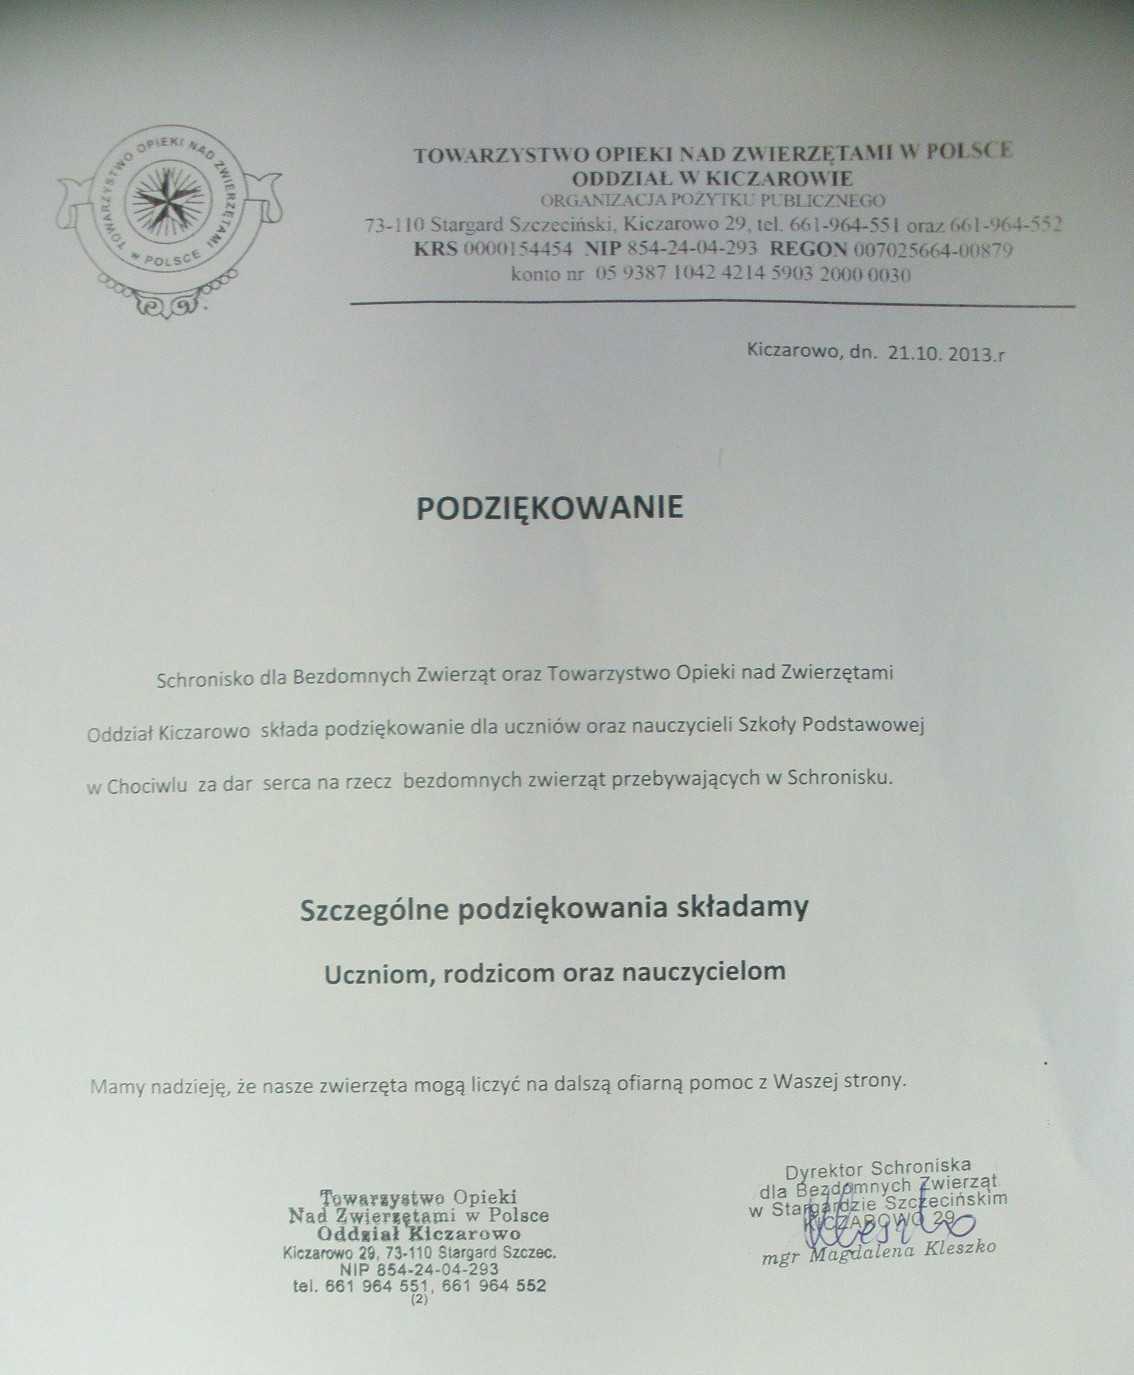 TOWARZYSTWO OPIEKI NAD ZWIERZĘTAMI
w POLSCE
TOWARZYSTWO OPIEKI NAD ZWIERZĘTAMI W POLSCE
ODDZIAŁ W KICZAROWIE
ORGANIZACJA POŻYTKU PUBLICZNEGO
73-110 Stargard Szczeciński, Kiczarowo 29, tel. 661-964-551 oraz 661-964-552
KRS 0000154454 NIP 854-24-04-293 REGON 007025664-00879
konto nr 05 9387 1042 4214 5903 2000 0030
Kiczarowo, dn. 21.10. 2013.r
PODZIĘKOWANIE
Schronisko dla Bezdomnych Zwierząt oraz Towarzystwo Opieki nad Zwierzętami
Oddział Kiczarowo składa podziękowanie dla uczniów oraz nauczycieli Szkoły Podstawowej
w Chociwlu za dar serca na rzecz bezdomnych zwierząt przebywających w Schronisku.
Szczególne podziękowania składamy
Uczniom, rodzicom oraz nauczycielom
Mamy nadzieję, że nasze zwierzęta mogą liczyć na dalszą ofiarną pomoc z Waszej strony.
Towarzystwo Opieki
Nad Zwierzętami w Polsce
Oddział Kiczarowo
Kiczarowo 29, 73-110 Stargard Szczec.
NIP 854-24-04-293
tel. 661 964 551, 661 964 552
(2)
Dyrektor Schroniska
dla Bezdomnych Zwierząt
w Stargardzie Szczecińskim
KICZAROWO 29
mgr Magdalena Kleszko